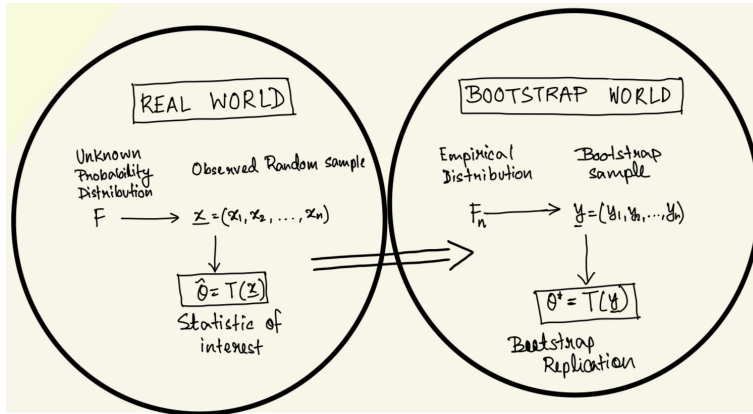 REAL WORLD
Unknown
Probability
Distribution
Observed Random sample
F → x = (x₁, x₂, ..., xₙ)
θ̂ = T(x)
Statistic of
interest
BOOTSTRAP WORLD
Empirical
Distribution
Bootstrap
sample
Fₙ → y = (y₁, y₂, ..., yₙ)
θ* = T(y)
Bootstrap
Replication